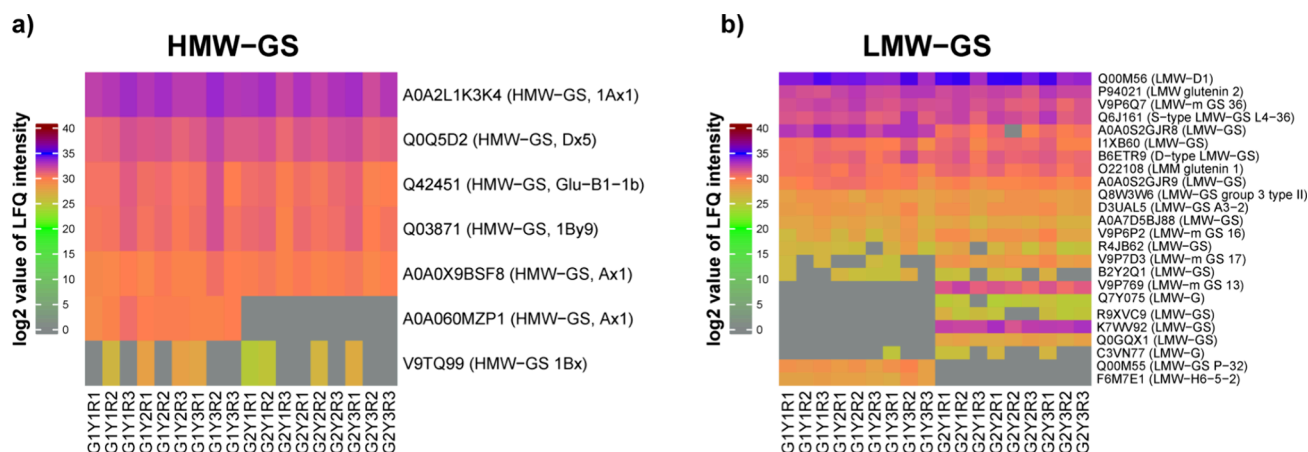 a)
HMW−GS
log2 value of LFQ intensity
40
35
30
25
20
15
10
5
0
A0A2L1K3K4 (HMW-GS, 1Ax1)
Q0Q5D2 (HMW-GS, Dx5)
Q42451 (HMW-GS, Glu-B1-1b)
Q03871 (HMW-GS, 1By9)
A0A0X9BSF8 (HMW-GS, Ax1)
A0A060MZP1 (HMW-GS, Ax1)
V9TQ99 (HMW-GS 1Bx)
G1Y1R1
G1Y1R2
G1Y1R3
G1Y2R1
G1Y2R2
G1Y2R3
G1Y3R1
G1Y3R2
G1Y3R3
G2Y1R1
G2Y1R2
G2Y1R3
G2Y2R1
G2Y2R2
G2Y2R3
G2Y3R1
G2Y3R2
G2Y3R3
b)
LMW−GS
log2 value of LFQ intensity
40
35
30
25
20
15
10
5
0
Q00M56 (LMW-D1)
P94021 (LMW glutenin 2)
V9P6Q7 (LMW-m GS 36)
Q6J161 (S-type LMW-GS L4-36)
A0A0S2GJR8 (LMW-GS)
I1XB60 (LMW-GS)
B6ETR9 (D-type LMW-GS)
O22108 (LMM glutenin 1)
A0A0S2GJR9 (LMW-GS)
Q8W3W6 (LMW-GS group 3 type II)
D3UAL5 (LMW-GS A3-2)
A0A7D5BJ88 (LMW-GS)
V9P6P2 (LMW-m GS 16)
R4JB62 (LMW-GS)
V9P7D3 (LMW-m GS 17)
B2Y2Q1 (LMW-GS)
V9P769 (LMW-m GS 13)
Q7Y075 (LMW-G)
R9XVC9 (LMW-GS)
K7WV92 (LMW-GS)
Q0GQX1 (LMW-GS)
C3VN77 (LMW-G)
Q00M55 (LMW-GS P-32)
F6M7E1 (LMW-H6-5-2)
G1Y1R1
G1Y1R2
G1Y1R3
G1Y2R1
G1Y2R2
G1Y2R3
G1Y3R1
G1Y3R2
G1Y3R3
G2Y1R1
G2Y1R2
G2Y1R3
G2Y2R1
G2Y2R2
G2Y2R3
G2Y3R1
G2Y3R2
G2Y3R3